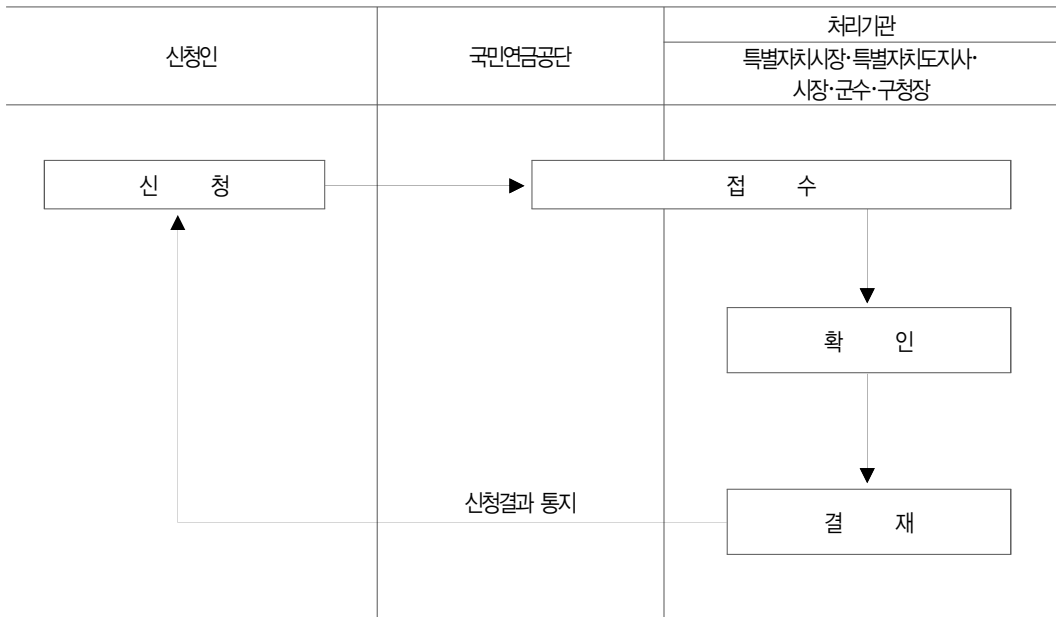 신청인
국민연금공단
처리기관
특별자치시장·특별자치도지사·
시장·군수·구청장
신 청
접 수
확 인
신청결과 통지
결 재